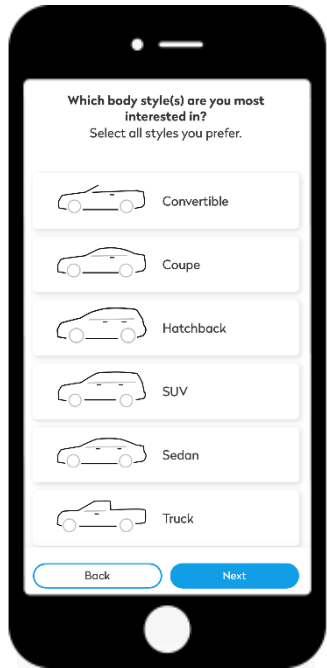 Which body style(s) are you most
interested in?
Select all styles you prefer.
Convertible
Coupe
Hatchback
SUV
Sedan
Truck
Back
Next